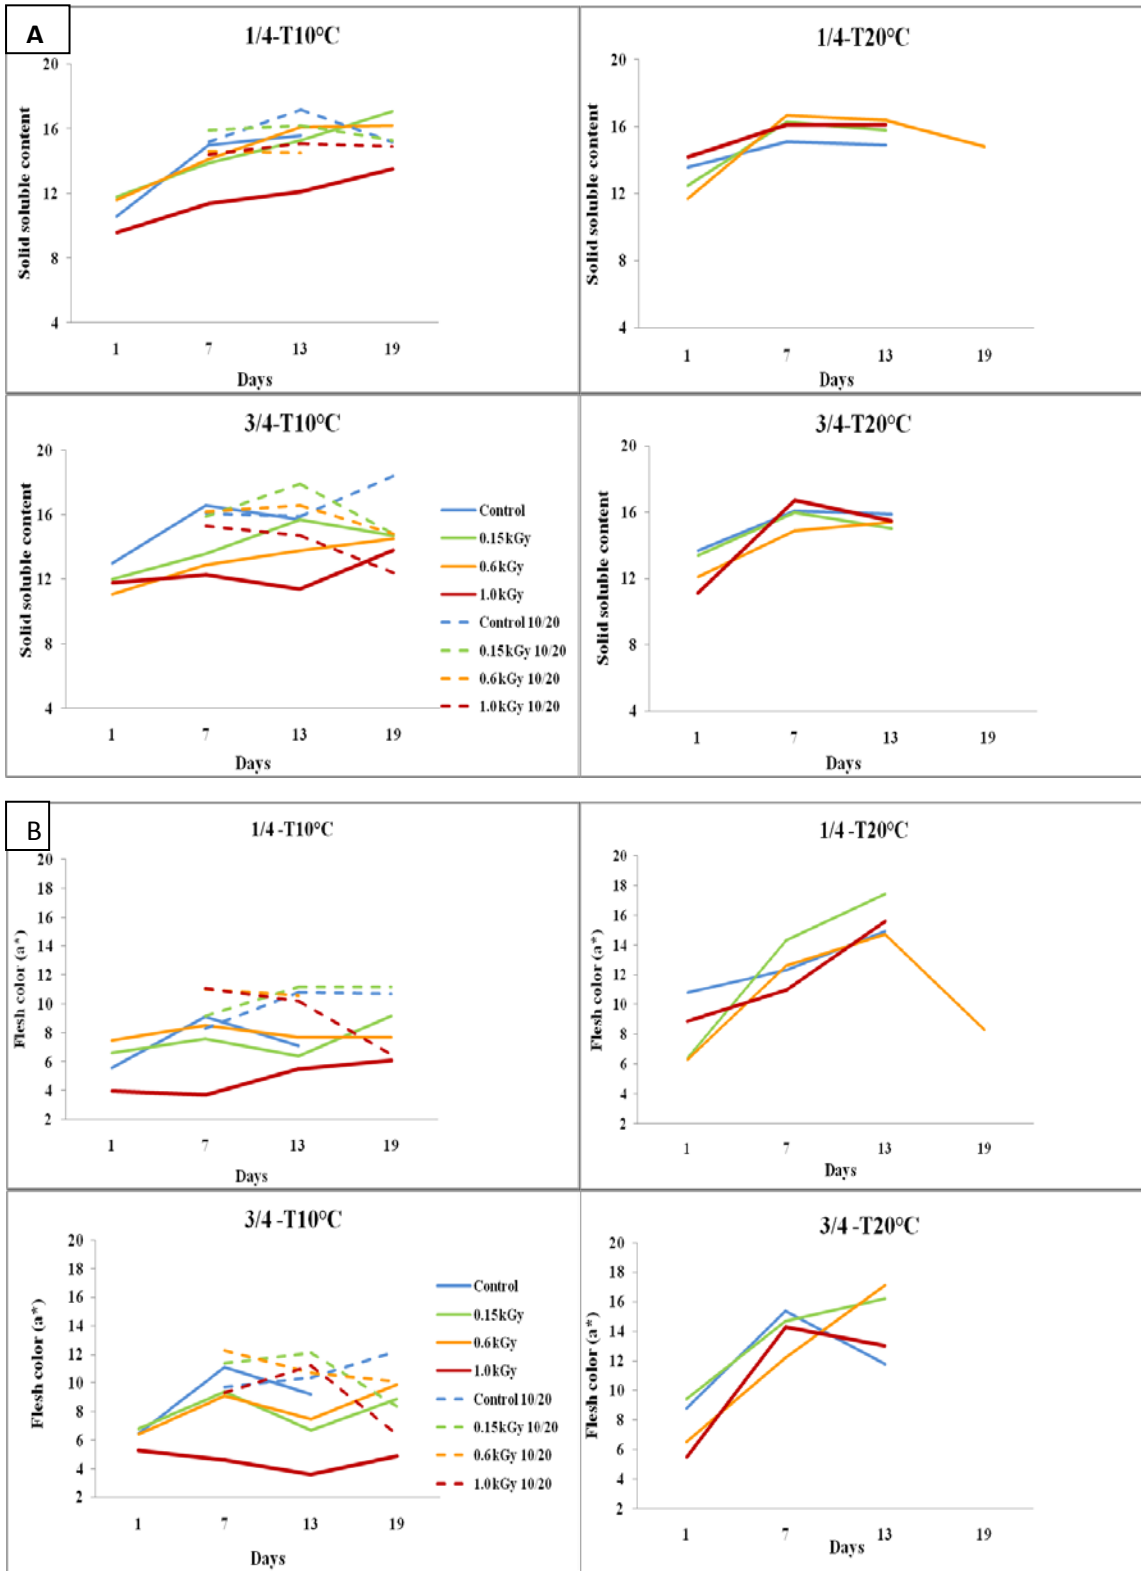 A
1/4-T10°C
Solid soluble content
20
16
12
8
4
1 7 13 19
Days
1/4-T20°C
Solid soluble content
20
16
12
8
4
1 7 13 19
Days
3/4-T10°C
Solid soluble content
20
16
12
8
4
1 7 13 19
Days
Control
0.15kGy
0.6kGy
1.0kGy
Control 10/20
0.15kGy 10/20
0.6kGy 10/20
1.0kGy 10/20
3/4-T20°C
Solid soluble content
20
16
12
8
4
1 7 13 19
Days
B
1/4 -T10°C
Flesh color (a*)
20
18
16
14
12
10
8
6
4
2
1 7 13 19
Days
1/4 -T20°C
Flesh color (a*)
20
18
16
14
12
10
8
6
4
2
1 7 13 19
Days
3/4 -T10°C
Flesh color (a*)
20
18
16
14
12
10
8
6
4
2
1 7 13 19
Days
Control
0.15kGy
0.6kGy
1.0kGy
Control 10/20
0.15kGy 10/20
0.6kGy 10/20
1.0kGy 10/20
3/4 -T20°C
Flesh color (a*)
20
18
16
14
12
10
8
6
4
2
1 7 13 19
Days